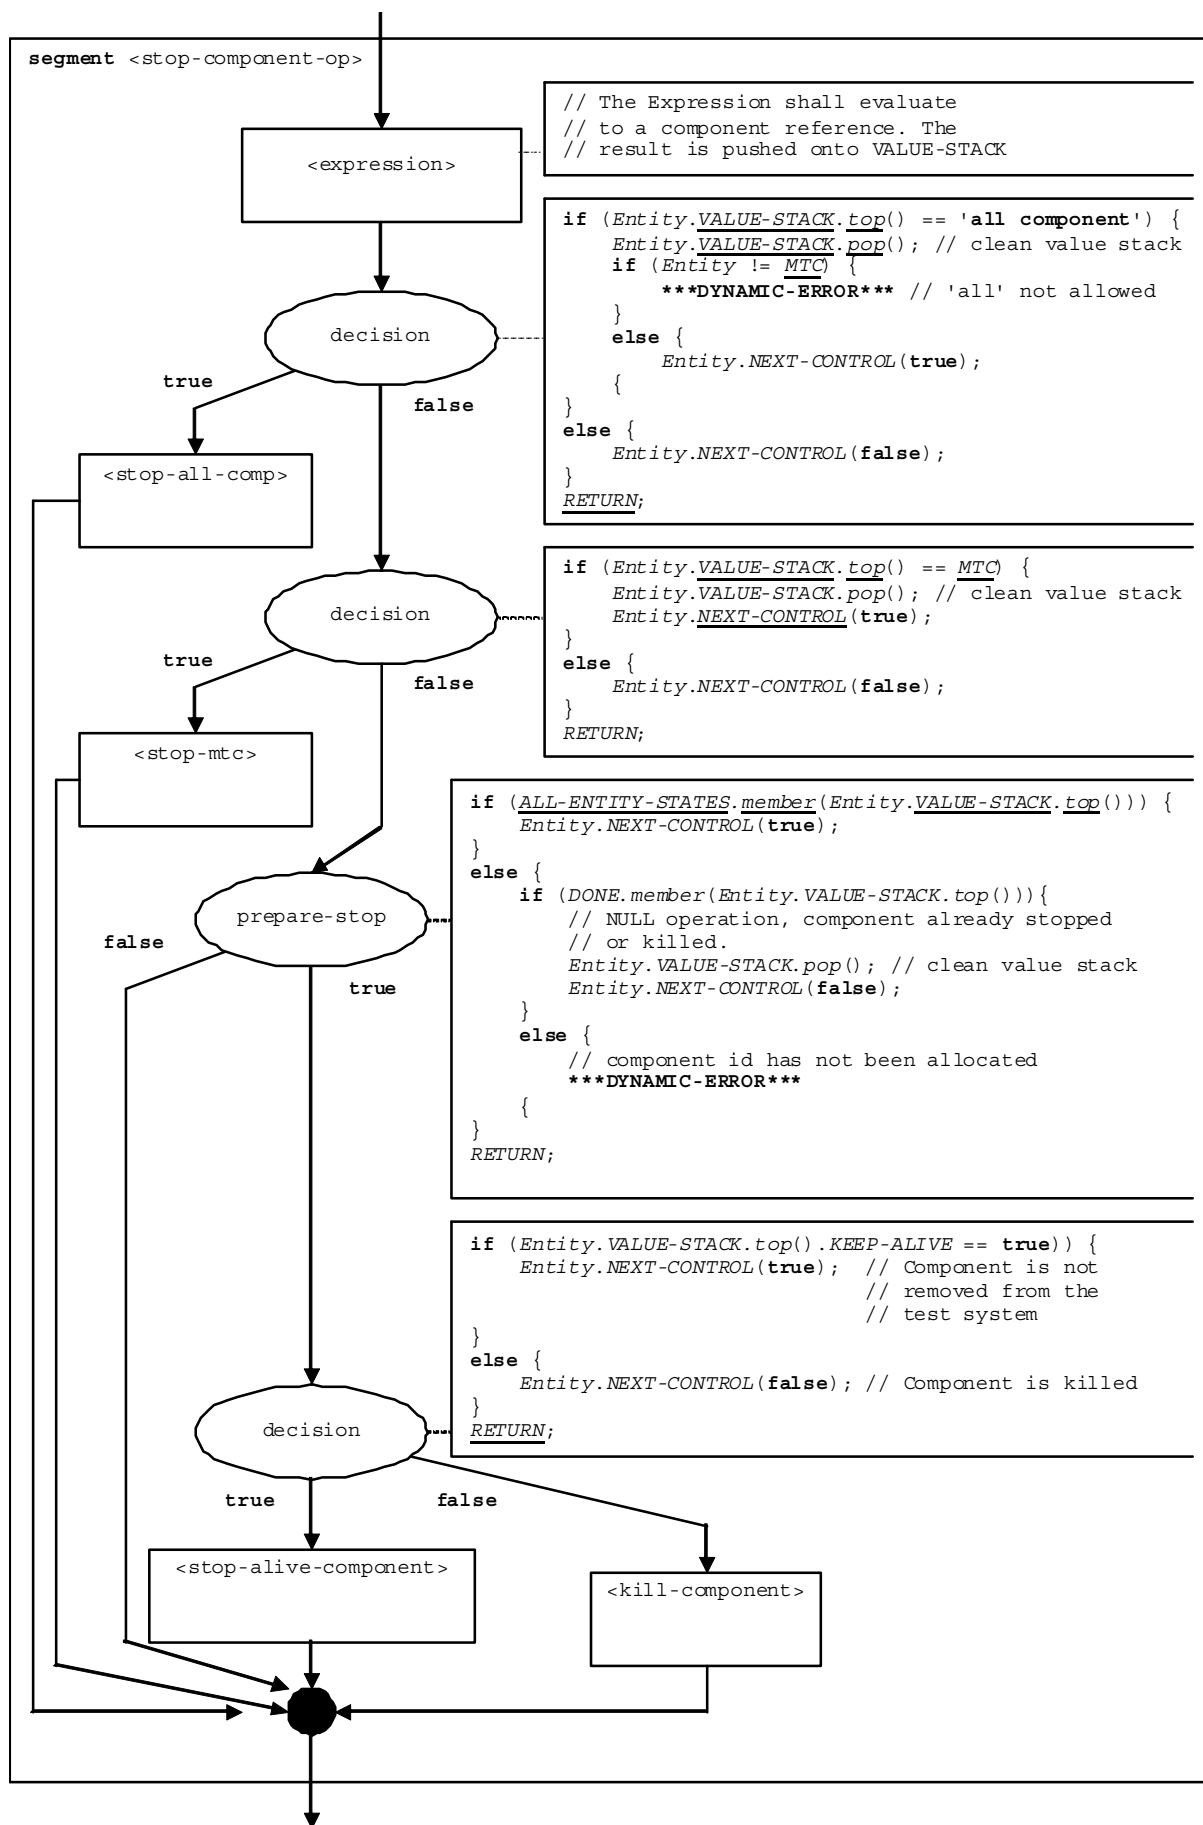 segment <stop-component-op>
// The Expression shall evaluate
// to a component reference. The
// result is pushed onto VALUE-STACK
<expression>
if (Entity.VALUE-STACK.top() == 'all component') {
Entity.VALUE-STACK.pop(); // clean value stack
if (Entity != MTC) {
***DYNAMIC-ERROR*** // 'all' not allowed
}
else {
Entity.NEXT-CONTROL(true);
{
}
else {
Entity.NEXT-CONTROL(false);
}
RETURN;
decision
true
false
<stop-all-comp>
if (Entity.VALUE-STACK.top() == MTC) {
Entity.VALUE-STACK.pop(); // clean value stack
Entity.NEXT-CONTROL(true);
}
else {
Entity.NEXT-CONTROL(false);
}
RETURN;
decision
true
false
<stop-mtc>
if (ALL-ENTITY-STATES.member(Entity.VALUE-STACK.top())) {
Entity.NEXT-CONTROL(true);
}
else {
if (DONE.member(Entity.VALUE-STACK.top())){
// NULL operation, component already stopped
// or killed.
Entity.VALUE-STACK.pop(); // clean value stack
Entity.NEXT-CONTROL(false);
}
else {
// component id has not been allocated
***DYNAMIC-ERROR***
{
}
RETURN;
prepare-stop
false
true
if (Entity.VALUE-STACK.top().KEEP-ALIVE == true)) {
Entity.NEXT-CONTROL(true); // Component is not
// removed from the
// test system
}
else {
Entity.NEXT-CONTROL(false); // Component is killed
}
RETURN;
decision
true
false
<stop-alive-component>
<kill-component>